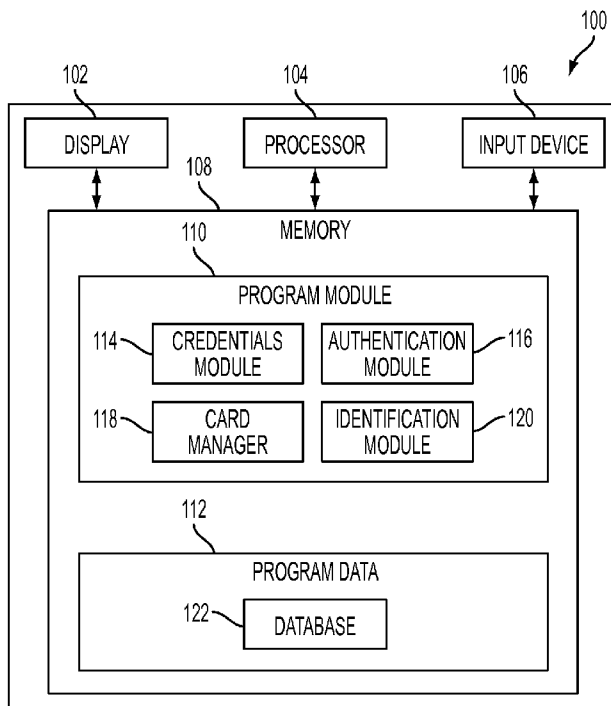 100
102
104
106
DISPLAY
PROCESSOR
INPUT DEVICE
108
MEMORY
110
PROGRAM MODULE
114
CREDENTIALS
MODULE
AUTHENTICATION
MODULE
116
118
CARD
MANAGER
IDENTIFICATION
MODULE
120
112
PROGRAM DATA
122
DATABASE